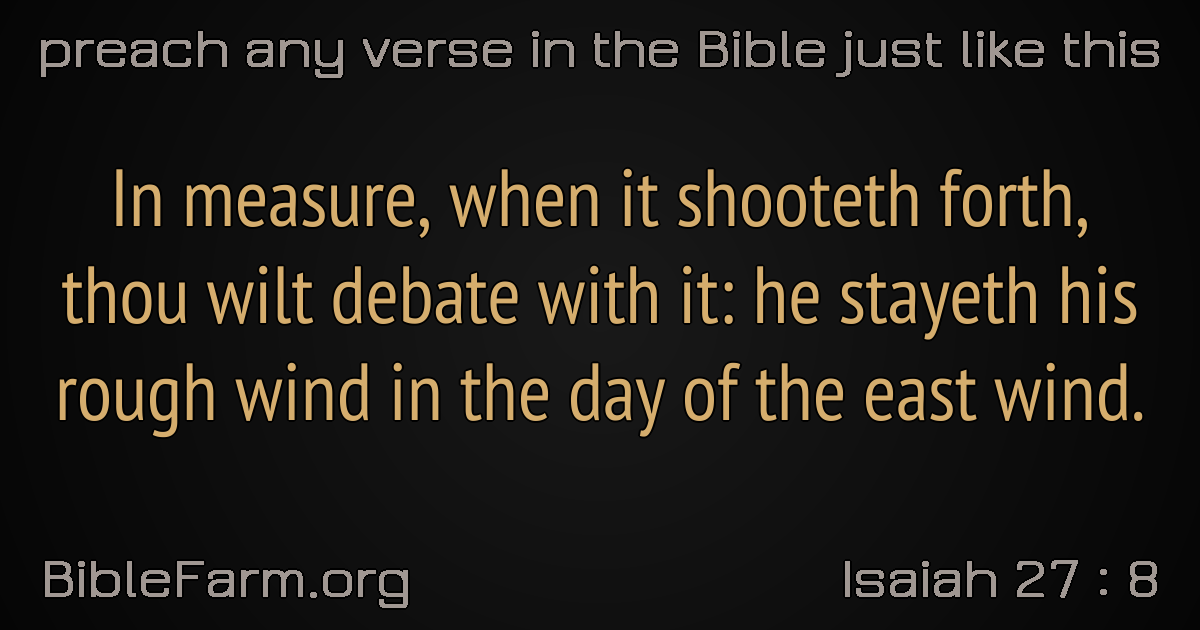 preach any verse in the Bible just like this
In measure, when it shooteth forth,
thou wilt debate with it: he stayeth his
rough wind in the day of the east wind.
BibleFarm.org
Isaiah 27 : 8